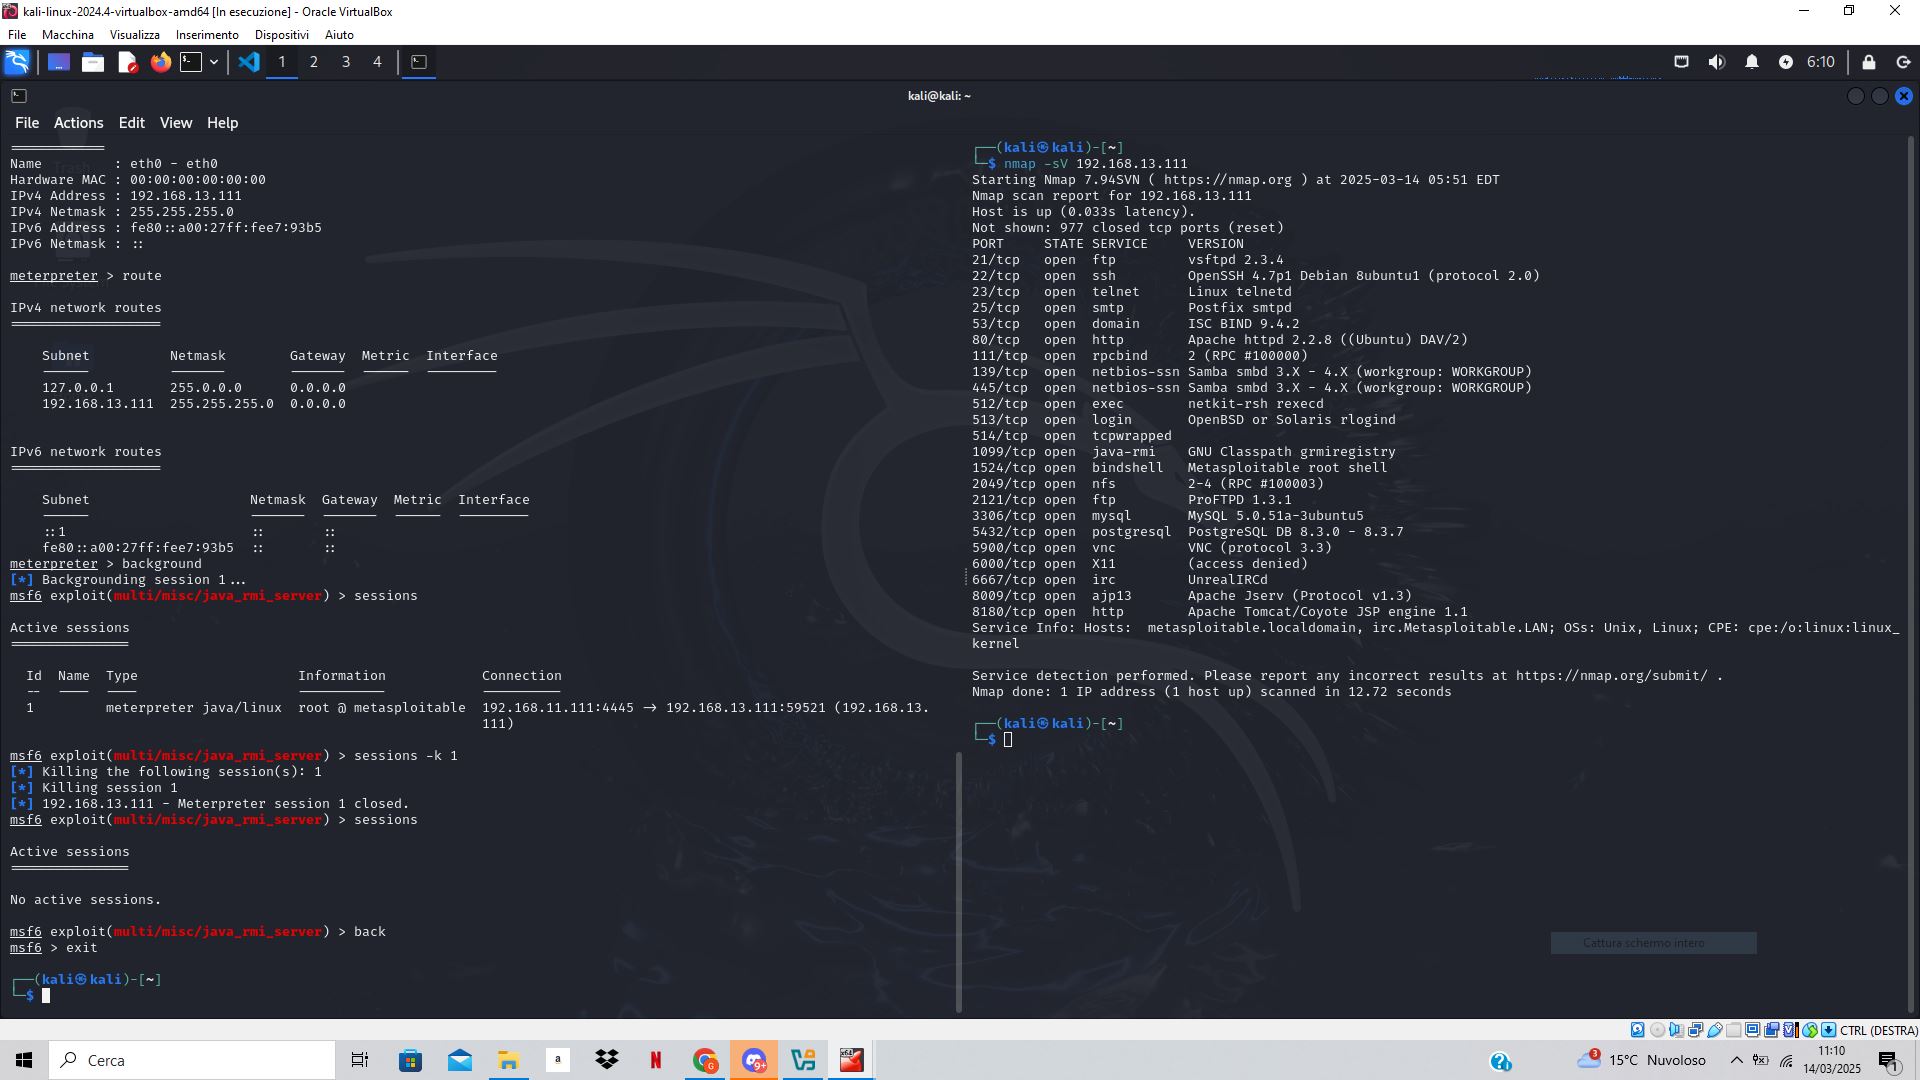 kali-linux-2024.4-virtualbox-amd64 [In esecuzione] - Oracle VirtualBox
File Macchina Visualizza Inserimento Dispositivi Aiuto
1 2 3 4
6:10
kali@kali: ~
File Actions Edit View Help
Name : eth0 - eth0
Hardware MAC : 00:00:00:00:00:00
IPv4 Address : 192.168.13.111
IPv4 Netmask : 255.255.255.0
IPv6 Address : fe80::a00:27ff:fee7:93b5
IPv6 Netmask : ::
meterpreter > route
IPv4 network routes
Subnet Netmask Gateway Metric Interface
127.0.0.1 255.0.0.0 0.0.0.0
192.168.13.111 255.255.255.0 0.0.0.0
IPv6 network routes
Subnet Netmask Gateway Metric Interface
::1 :: ::
fe80::a00:27ff:fee7:93b5 :: ::
meterpreter > background
[*] Backgrounding session 1...
msf6 exploit(multi/misc/java_rmi_server) > sessions
Active sessions
Id Name Type Information Connection
-- ---- ---- ----------- ----------
1 meterpreter java/linux root @ metasploitable 192.168.11.111:4445 -> 192.168.13.111:59521 (192.168.13.
111)
msf6 exploit(multi/misc/java_rmi_server) > sessions -k 1
[*] Killing the following session(s): 1
[*] Killing session 1
[*] 192.168.13.111 - Meterpreter session 1 closed.
msf6 exploit(multi/misc/java_rmi_server) > sessions
Active sessions
No active sessions.
msf6 exploit(multi/misc/java_rmi_server) > back
msf6 > exit
┌──(kali㉿kali)-[~]
└─$
┌──(kali㉿kali)-[~]
└─$ nmap -sV 192.168.13.111
Starting Nmap 7.94SVN ( https://nmap.org ) at 2025-03-14 05:51 EDT
Nmap scan report for 192.168.13.111
Host is up (0.033s latency).
Not shown: 977 closed tcp ports (reset)
PORT STATE SERVICE VERSION
21/tcp open ftp vsftpd 2.3.4
22/tcp open ssh OpenSSH 4.7p1 Debian 8ubuntu1 (protocol 2.0)
23/tcp open telnet Linux telnetd
25/tcp open smtp Postfix smtpd
53/tcp open domain ISC BIND 9.4.2
80/tcp open http Apache httpd 2.2.8 ((Ubuntu) DAV/2)
111/tcp open rpcbind 2 (RPC #100000)
139/tcp open netbios-ssn Samba smbd 3.X - 4.X (workgroup: WORKGROUP)
445/tcp open netbios-ssn Samba smbd 3.X - 4.X (workgroup: WORKGROUP)
512/tcp open exec netkit-rsh rexecd
513/tcp open login OpenBSD or Solaris rlogind
514/tcp open tcpwrapped
1099/tcp open java-rmi GNU Classpath grmiregistry
1524/tcp open bindshell Metasploitable root shell
2049/tcp open nfs 2-4 (RPC #100003)
2121/tcp open ftp ProFTPD 1.3.1
3306/tcp open mysql MySQL 5.0.51a-3ubuntu5
5432/tcp open postgresql PostgreSQL DB 8.3.0 - 8.3.7
5900/tcp open vnc VNC (protocol 3.3)
6000/tcp open X11 (access denied)
6667/tcp open irc UnrealIRCd
8009/tcp open ajp13 Apache Jserv (Protocol v1.3)
8180/tcp open http Apache Tomcat/Coyote JSP engine 1.1
Service Info: Hosts: metasploitable.localdomain, irc.Metasploitable.LAN; OSs: Unix, Linux; CPE: cpe:/o:linux:linux_
kernel
Service detection performed. Please report any incorrect results at https://nmap.org/submit/ .
Nmap done: 1 IP address (1 host up) scanned in 12.72 seconds
┌──(kali㉿kali)-[~]
└─$
Cattura schermo intero
CTRL (DESTRA)
Cerca
15°C Nuvoloso
11:10
14/03/2025